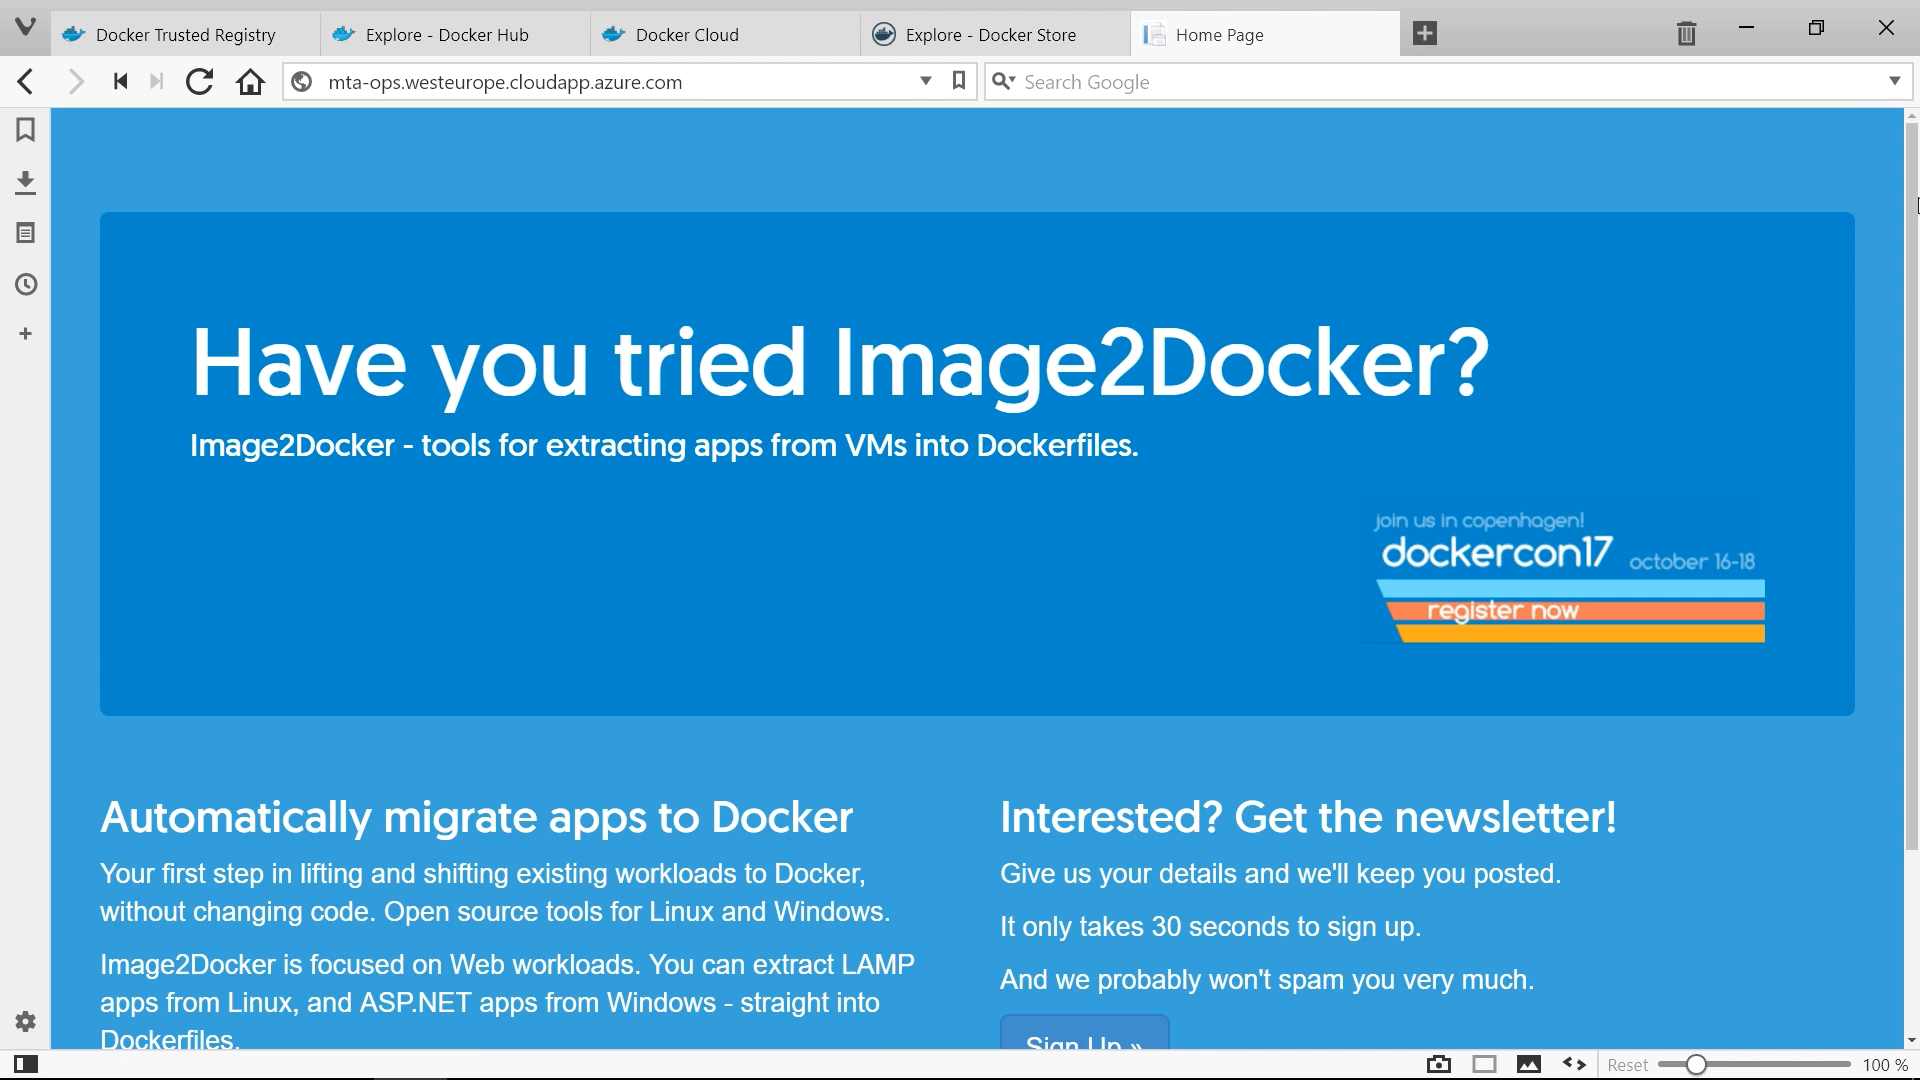 Docker Trusted Registry
Explore - Docker Hub
Docker Cloud
Explore - Docker Store
Home Page
mta-ops.westeurope.cloudapp.azure.com
Search Google
Have you tried Image2Docker?
Image2Docker - tools for extracting apps from VMs into Dockerfiles.
join us in copenhagen!
dockercon17 october 16-18
register now
Automatically migrate apps to Docker
Your first step in lifting and shifting existing workloads to Docker,
without changing code. Open source tools for Linux and Windows.
Image2Docker is focused on Web workloads. You can extract LAMP
apps from Linux, and ASP.NET apps from Windows - straight into
Dockerfiles.
Interested? Get the newsletter!
Give us your details and we'll keep you posted.
It only takes 30 seconds to sign up.
And we probably won't spam you very much.
Sign Up »
Reset
100 %